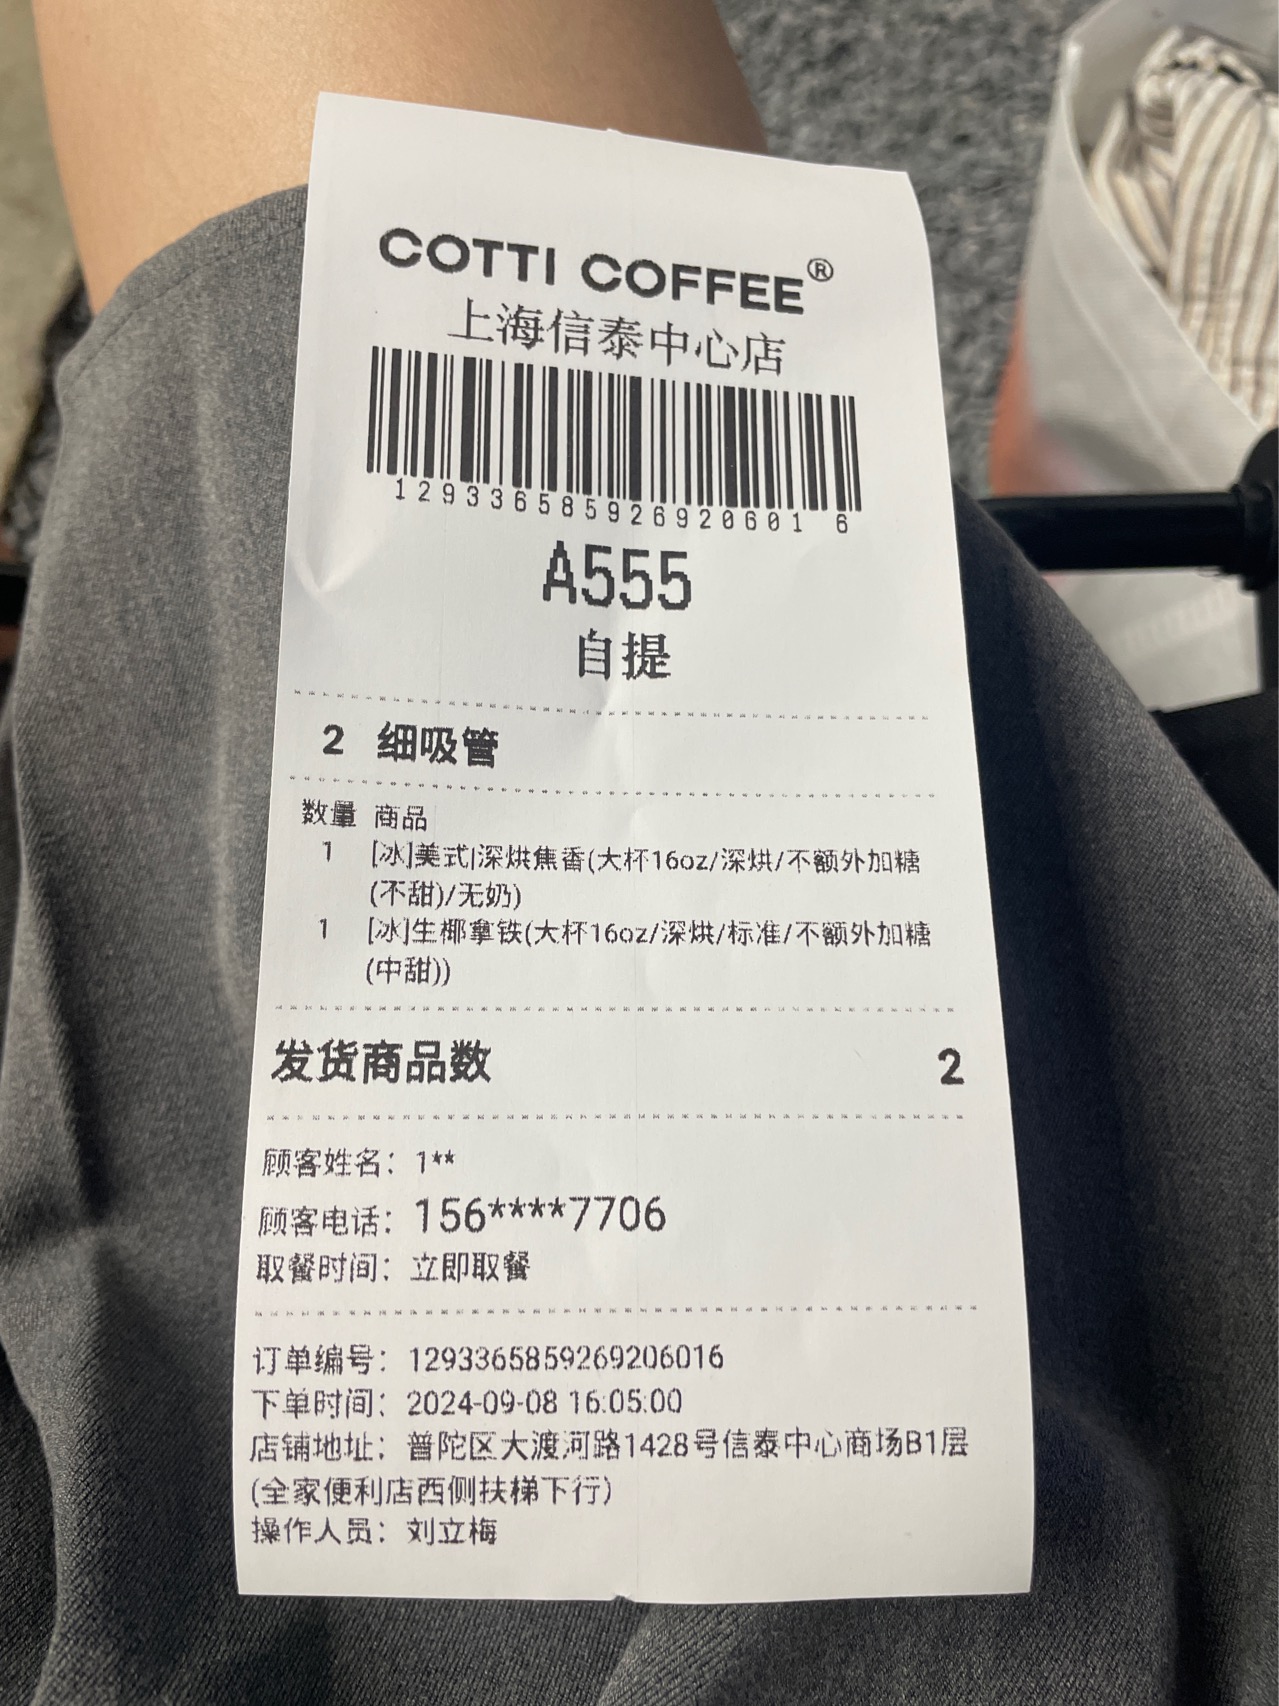 COTTI COFFEE®
上海信泰中心店
1293365859269206016
A555
自提
2 细吸管
数量 商品
1 [冰]美式|深烘焦香(大杯16oz/深烘/不额外加糖
(不甜)/无奶)
1 [冰]生椰拿铁(大杯16oz/深烘/标准/不额外加糖
(中甜))
发货商品数 2
顾客姓名：1**
顾客电话：156****7706
取餐时间：立即取餐
订单编号：1293365859269206016
下单时间：2024-09-08 16:05:00
店铺地址：普陀区大渡河路1428号信泰中心商场B1层
(全家便利店西侧扶梯下行)
操作人员：刘立梅